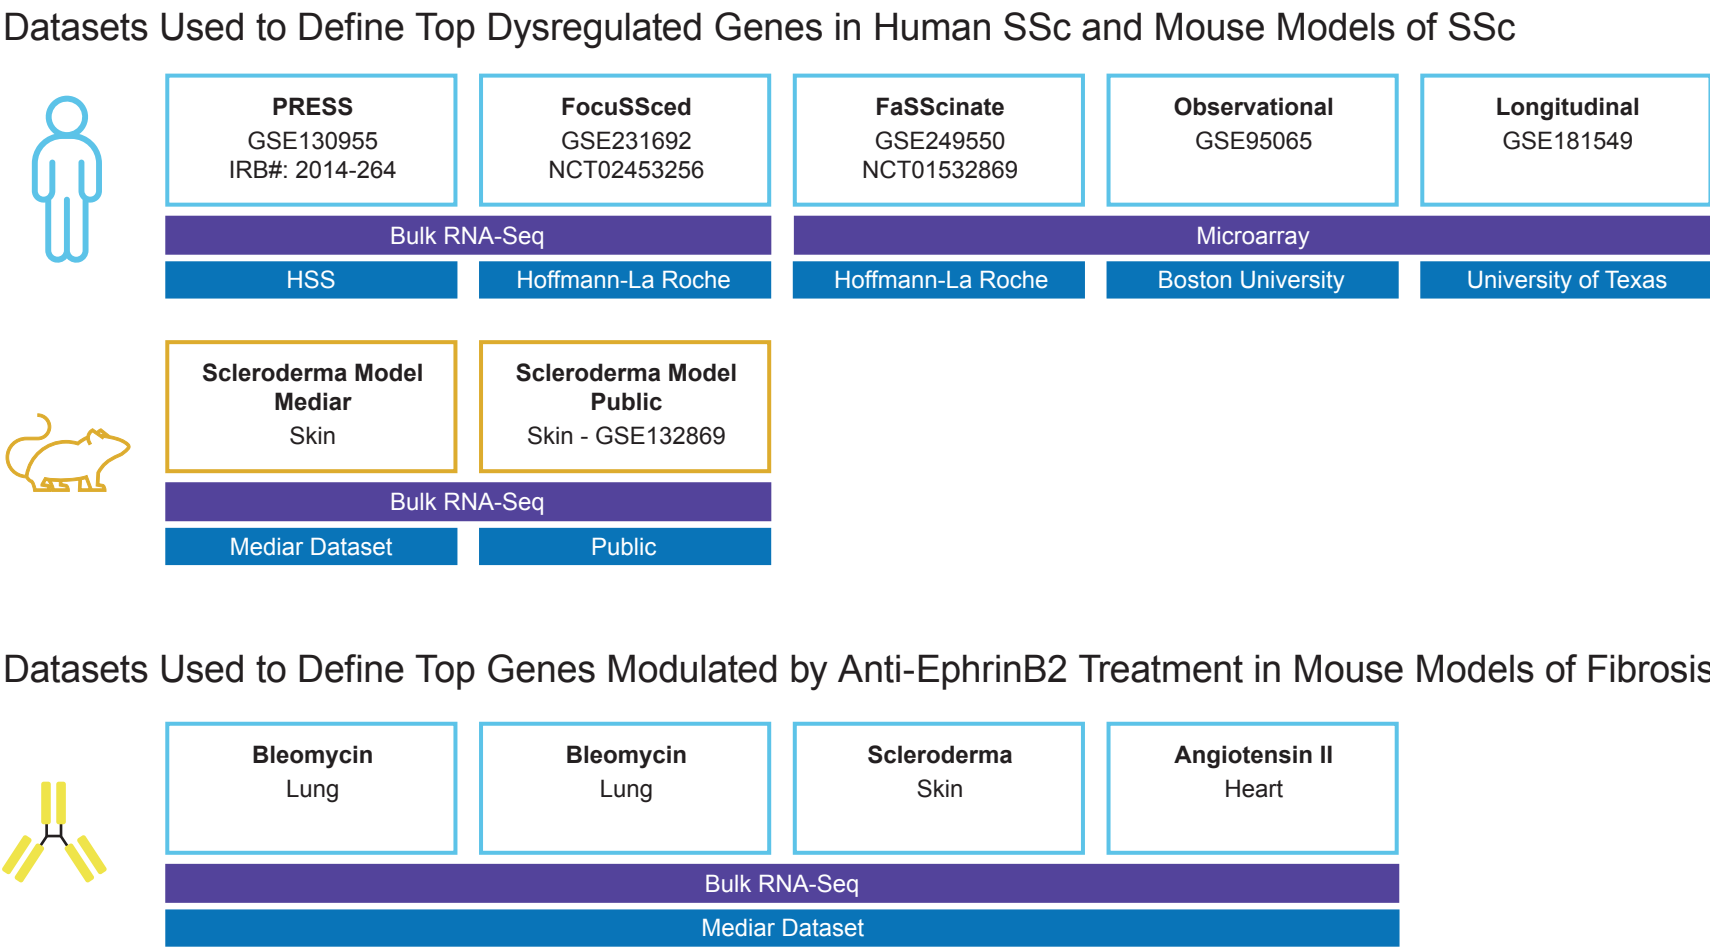 Datasets Used to Define Top Dysregulated Genes in Human SSc and Mouse Models of SSc
PRESS
GSE130955
IRB#: 2014-264
FocuSSced
GSE231692
NCT02453256
FaSScinate
GSE249550
NCT01532869
Observational
GSE95065
Longitudinal
GSE181549
Bulk RNA-Seq
Microarray
HSS
Hoffmann-La Roche
Hoffmann-La Roche
Boston University
University of Texas
Scleroderma Model
Mediar
Skin
Scleroderma Model
Public
Skin - GSE132869
Bulk RNA-Seq
Mediar Dataset
Public
Datasets Used to Define Top Genes Modulated by Anti-EphrinB2 Treatment in Mouse Models of Fibrosis
Bleomycin
Lung
Bleomycin
Lung
Scleroderma
Skin
Angiotensin II
Heart
Bulk RNA-Seq
Mediar Dataset